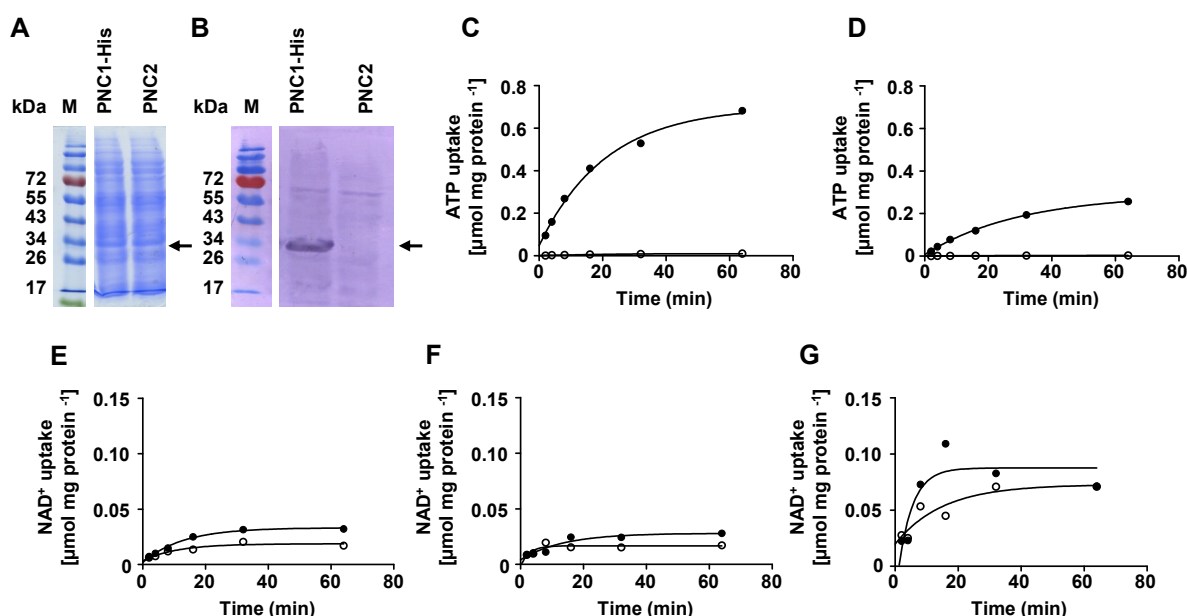 A
B
C
D
PNC1-His
PNC2
PNC1-His
PNC2
kDa M
kDa M
72
55
43
34
26
17
72
55
43
34
26
17
ATP uptake
[µmol mg protein -1]
0.8
0.6
0.4
0.2
0
0 20 40 60 80
Time (min)
ATP uptake
[µmol mg protein -1]
0.8
0.6
0.4
0.2
0
0 20 40 60 80
Time (min)
E
F
G
NAD+ uptake
[µmol mg protein -1]
0.15
0.10
0.05
0
0 20 40 60 80
Time (min)
NAD+ uptake
[µmol mg protein -1]
0.15
0.10
0.05
0
0 20 40 60 80
Time (min)
NAD+ uptake
[µmol mg protein -1]
0.15
0.10
0.05
0
0 20 40 60 80
Time (min)